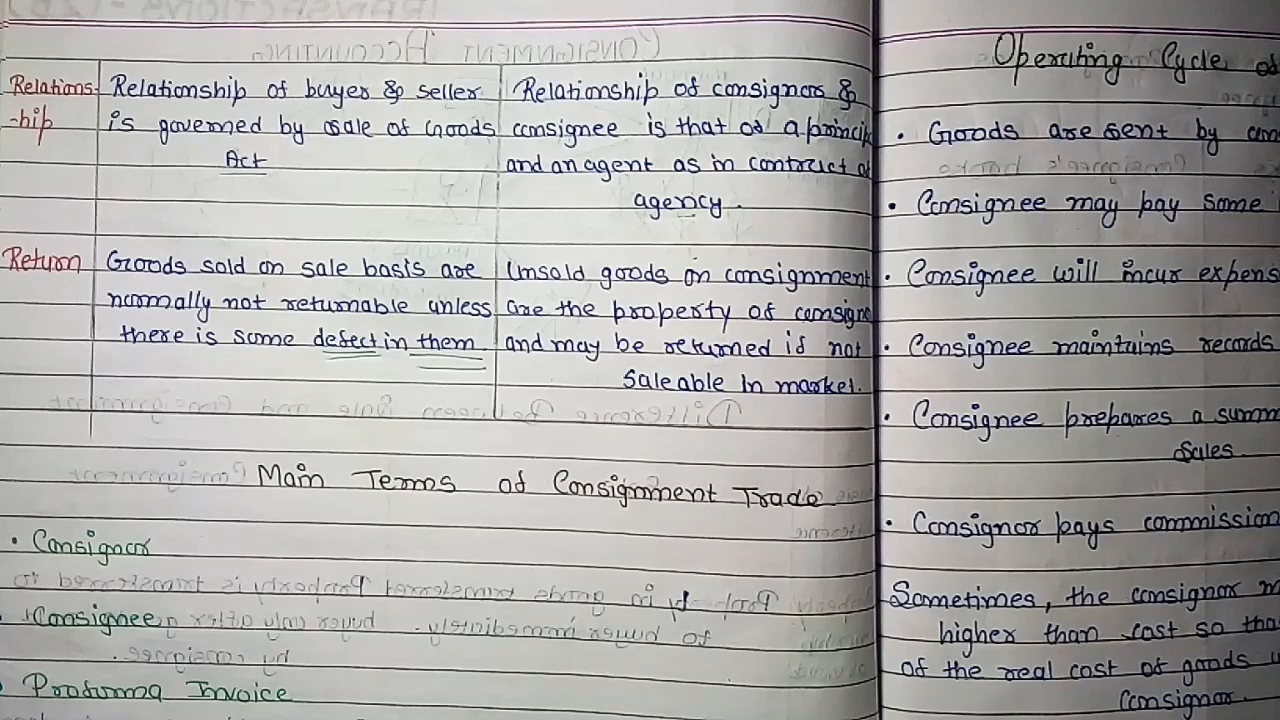 Relations Relationship of buyer & seller Relationship of consignor &
-hip is governed by sale of Goods consignee is that of a princip
Act and an agent as in contract of
agency.
Return Goods sold on sale basis are Unsold goods on consignment
normally not returnable unless are the property of consigno
there is some defect in them and may be returned if not
Saleable in market.
Main Terms of Consignment Trade
• Consignor
Consignee
• Proforma Invoice
Operating Cycle of
• Goods are sent by con
• Consignee may pay some
• Consignee will incur expens
• Consignee maintains records
• Consignee prepares a summ
Sales
• Consignor pays commission
Sometimes, the consignor m
higher than cost so tha
of the real cost of goods
Consignor.